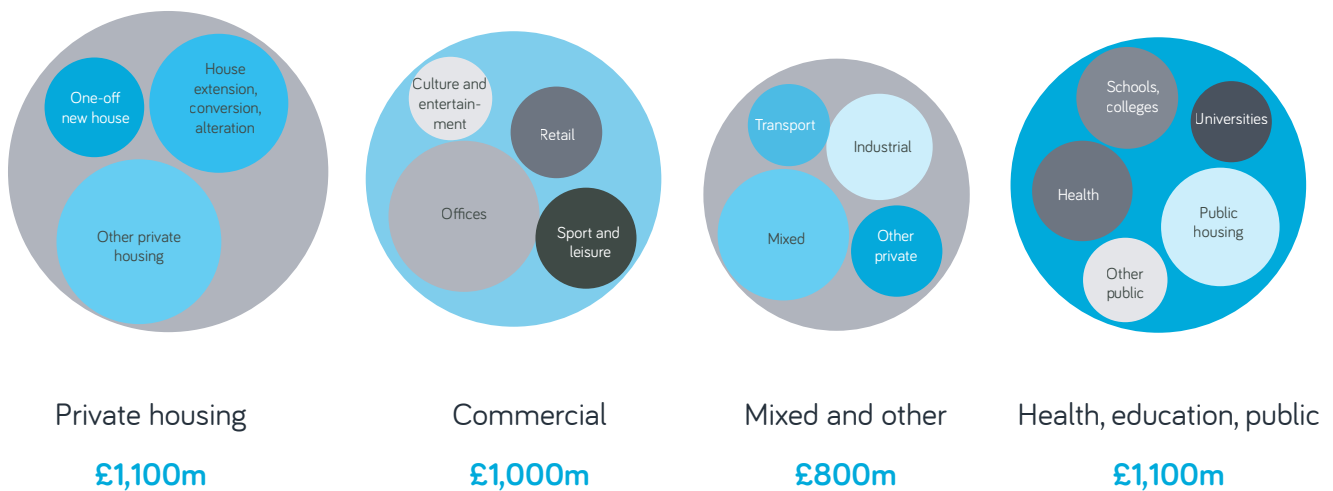 One-off
new house
House
extension,
conversion,
alteration
Other private
housing
Culture and
entertain-
ment
Retail
Offices
Sport and
leisure
Transport
Industrial
Mixed
Other
private
Schools,
colleges
Universities
Health
Public
housing
Other
public
Private housing
£1,100m
Commercial
£1,000m
Mixed and other
£800m
Health, education, public
£1,100m